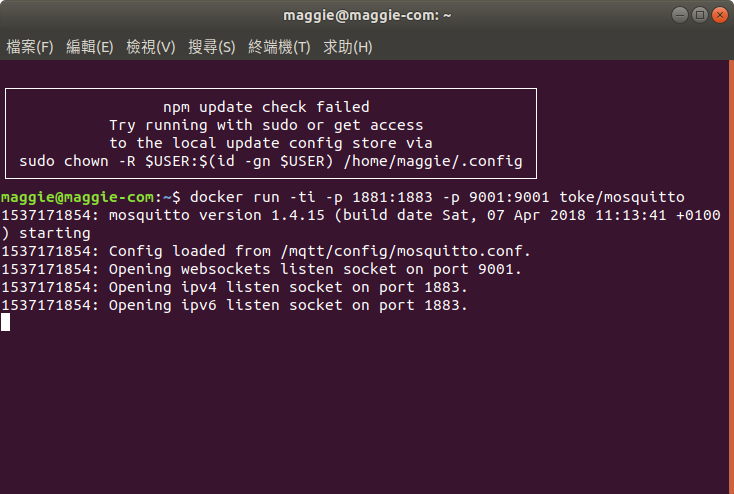 maggie@maggie-com: ~
檔案(F) 編輯(E) 檢視(V) 搜尋(S) 終端機(T) 求助(H)
npm update check failed
Try running with sudo or get access
to the local update config store via
sudo chown -R $USER:$(id -gn $USER) /home/maggie/.config
maggie@maggie-com:~$ docker run -ti -p 1881:1883 -p 9001:9001 toke/mosquitto
1537171854: mosquitto version 1.4.15 (build date Sat, 07 Apr 2018 11:13:41 +0100
) starting
1537171854: Config loaded from /mqtt/config/mosquitto.conf.
1537171854: Opening websockets listen socket on port 9001.
1537171854: Opening ipv4 listen socket on port 1883.
1537171854: Opening ipv6 listen socket on port 1883.